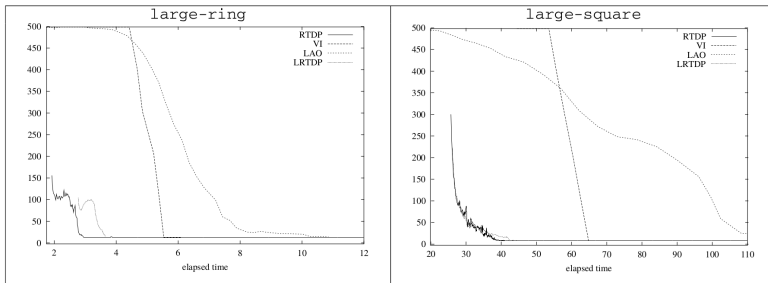 large-ring
500
450
400
350
300
250
200
150
100
50
0
2 4 6 8 10 12
elapsed time
RTDP
VI
LAO
LRTDP
large-square
500
450
400
350
300
250
200
150
100
50
0
20 30 40 50 60 70 80 90 100 110
elapsed time
RTDP
VI
LAO
LRTDP